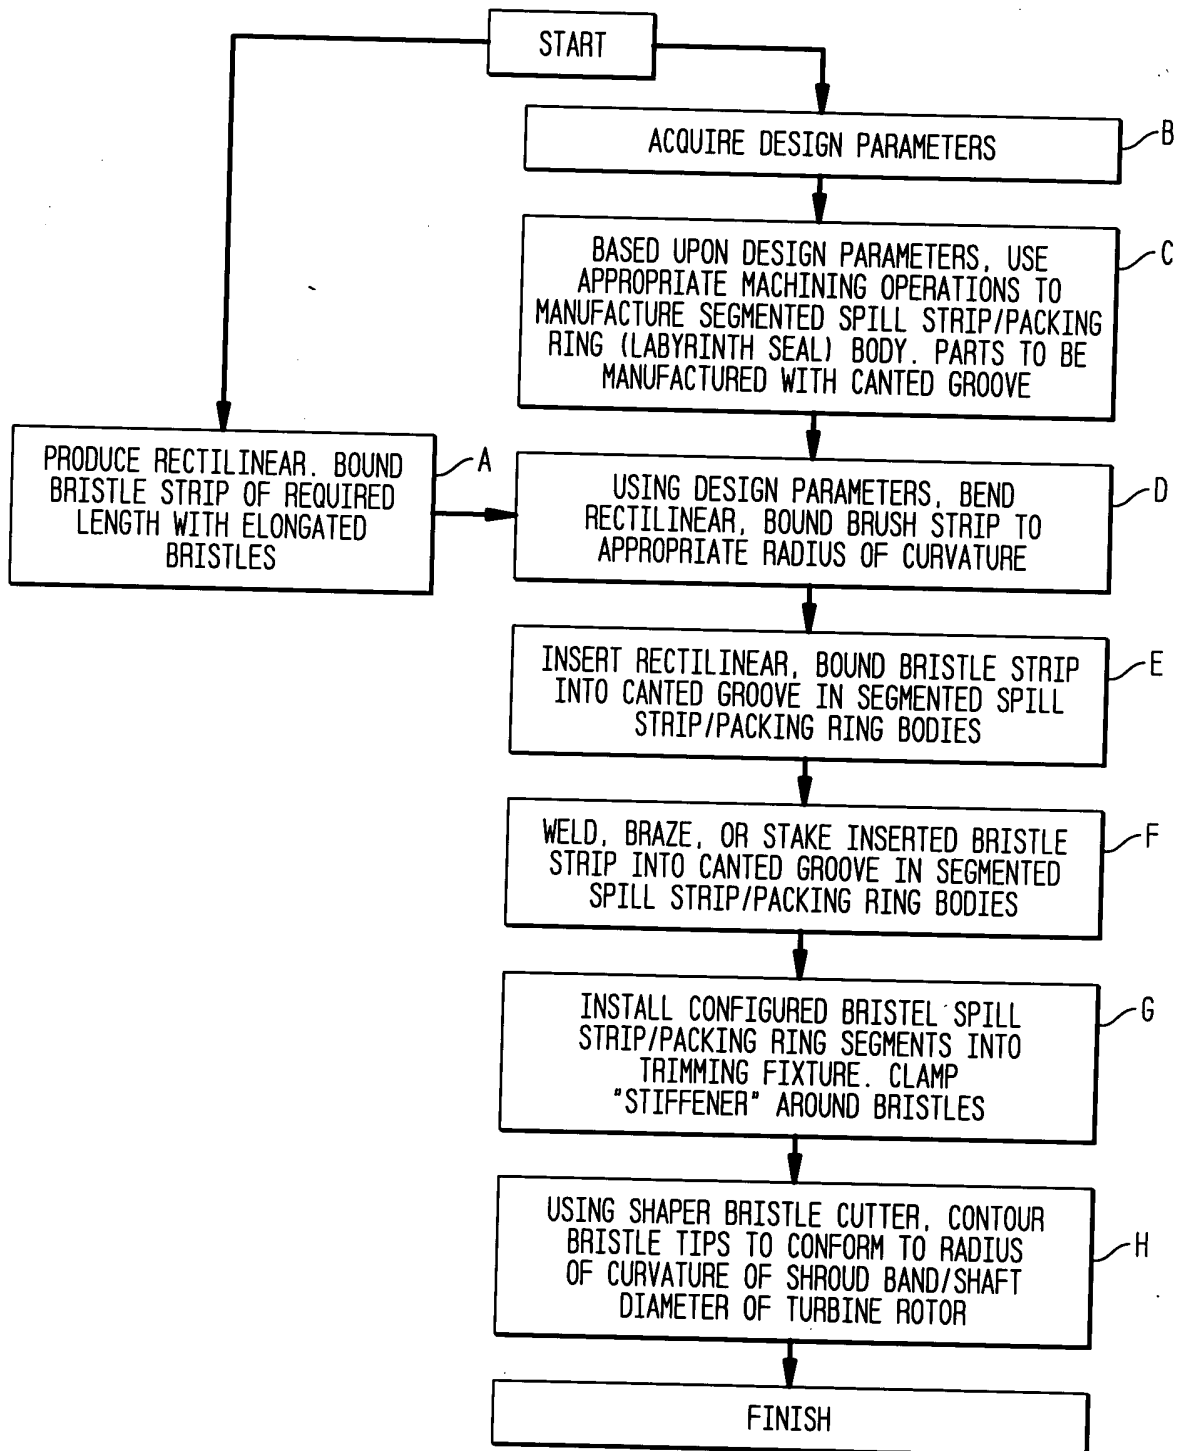 START
ACQUIRE DESIGN PARAMETERS
B
BASED UPON DESIGN PARAMETERS, USE
APPROPRIATE MACHINING OPERATIONS TO
MANUFACTURE SEGMENTED SPILL STRIP/PACKING
RING (LABYRINTH SEAL) BODY. PARTS TO BE
MANUFACTURED WITH CANTED GROOVE
C
PRODUCE RECTILINEAR. BOUND
BRISTLE STRIP OF REQUIRED
LENGTH WITH ELONGATED
BRISTLES
A
USING DESIGN PARAMETERS, BEND
RECTILINEAR, BOUND BRUSH STRIP TO
APPROPRIATE RADIUS OF CURVATURE
D
INSERT RECTILINEAR, BOUND BRISTLE STRIP
INTO CANTED GROOVE IN SEGMENTED SPILL
STRIP/PACKING RING BODIES
E
WELD, BRAZE, OR STAKE INSERTED BRISTLE
STRIP INTO CANTED GROOVE IN SEGMENTED
SPILL STRIP/PACKING RING BODIES
F
INSTALL CONFIGURED BRISTEL SPILL
STRIP/PACKING RING SEGMENTS INTO
TRIMMING FIXTURE. CLAMP
"STIFFENER" AROUND BRISTLES
G
USING SHAPER BRISTLE CUTTER, CONTOUR
BRISTLE TIPS TO CONFORM TO RADIUS
OF CURVATURE OF SHROUD BAND/SHAFT
DIAMETER OF TURBINE ROTOR
H
FINISH